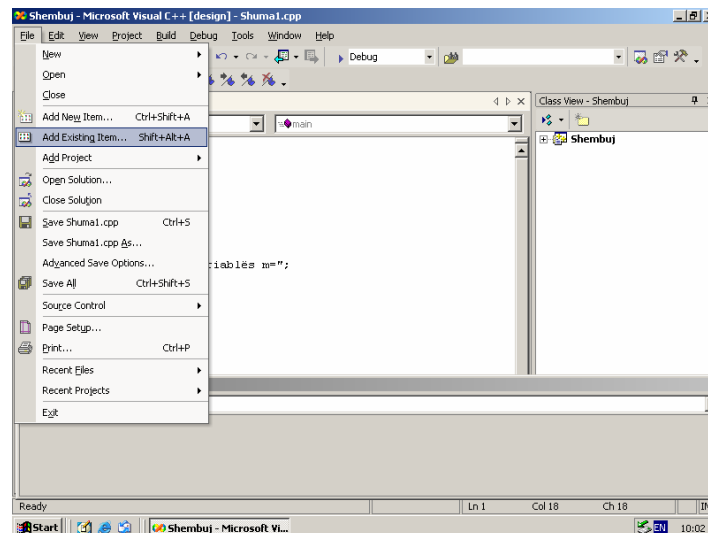 Shembuj - Microsoft Visual C++ [design] - Shuma1.cpp
File Edit View Project Build Debug Tools Window Help
New
Debug
Open
Close
Class View - Shembuj
Add New Item... Ctrl+Shift+A
main
Add Existing Item... Shift+Alt+A
Shembuj
Add Project
Open Solution...
Close Solution
Save Shuma1.cpp Ctrl+S
Save Shuma1.cpp As...
Advanced Save Options...
riablës m=";
Save All Ctrl+Shift+S
Source Control
Page Setup...
Print... Ctrl+P
Recent Files
Recent Projects
Exit
Ready Ln 1 Col 18 Ch 18
Start Shembuj - Microsoft Vi... EN 10:02